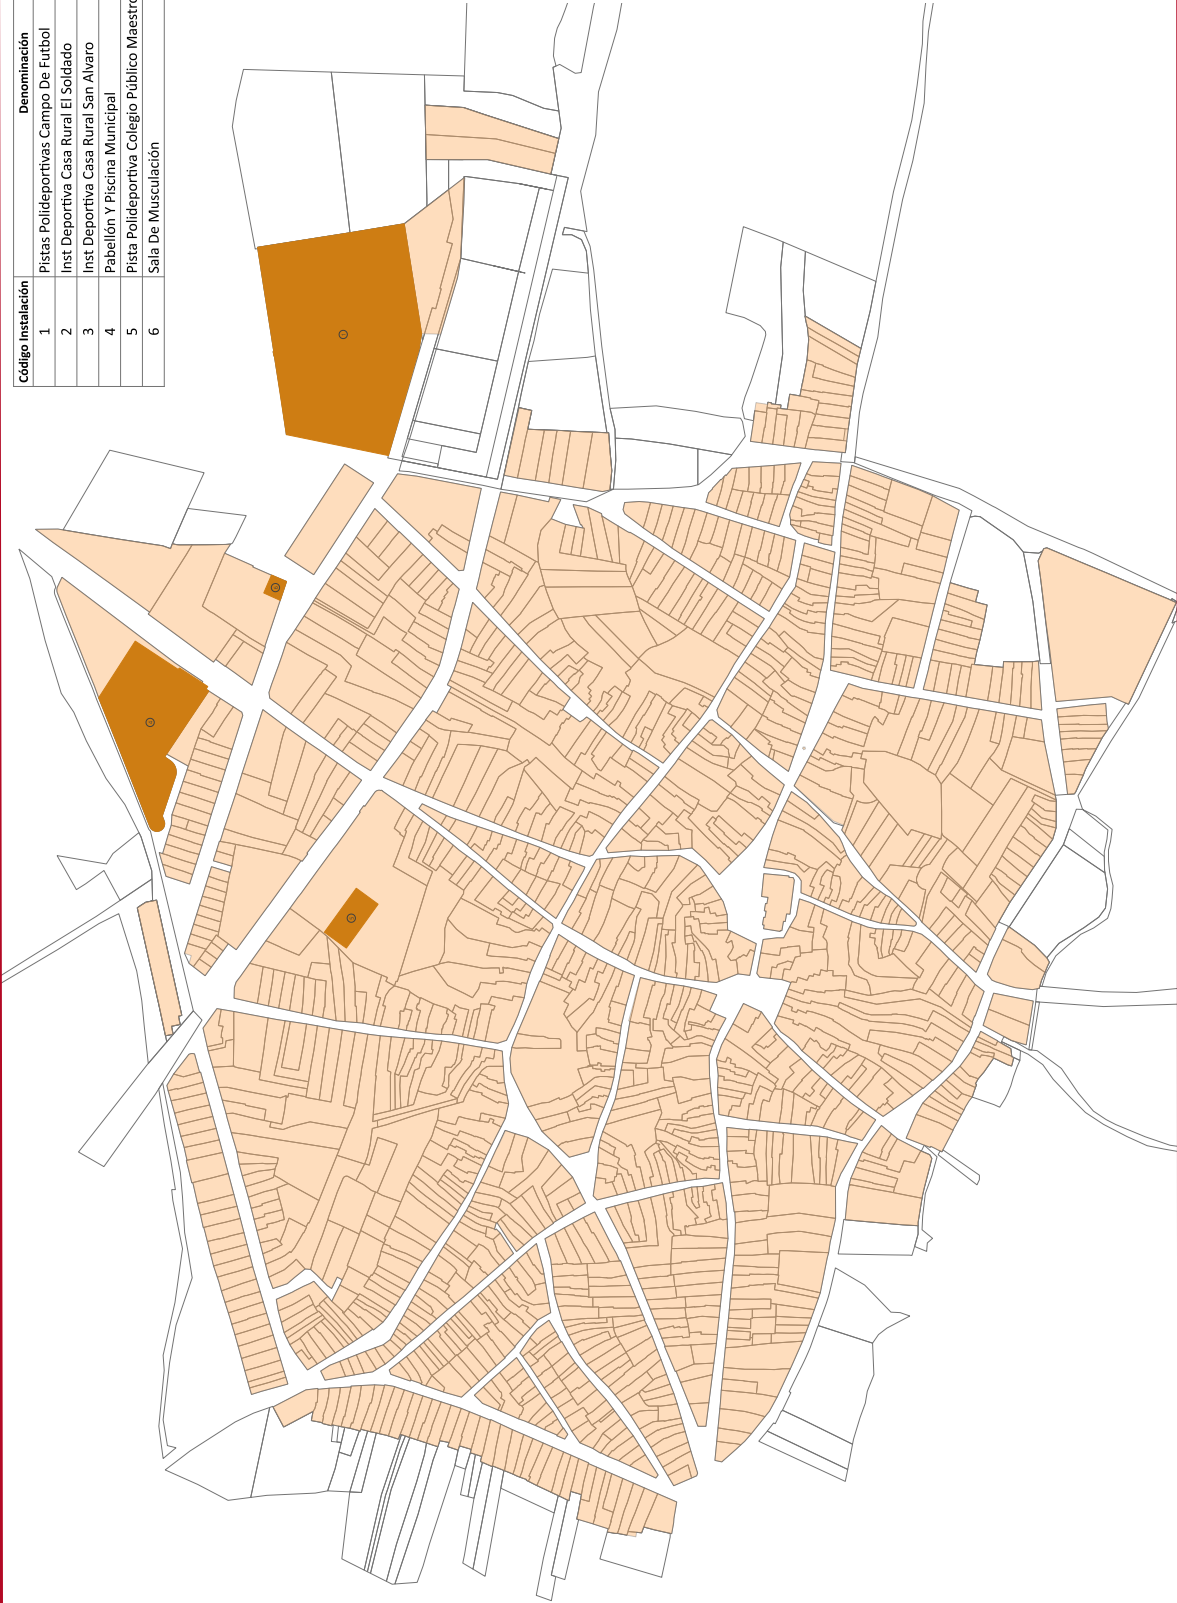 Código Instalación Denominación
1 Pistas Polideportivas Campo De Futbol
2 Inst Deportiva Casa Rural El Soldado
3 Inst Deportiva Casa Rural San Alvaro
4 Pabellón Y Piscina Municipal
5 Pista Polideportiva Colegio Público Maestro
6 Sala De Musculación